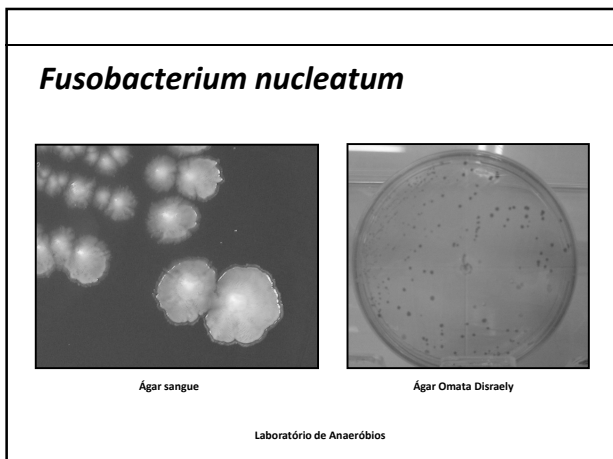 Fusobacterium nucleatum
Ágar sangue
Ágar Omata Disraely
Laboratório de Anaeróbios